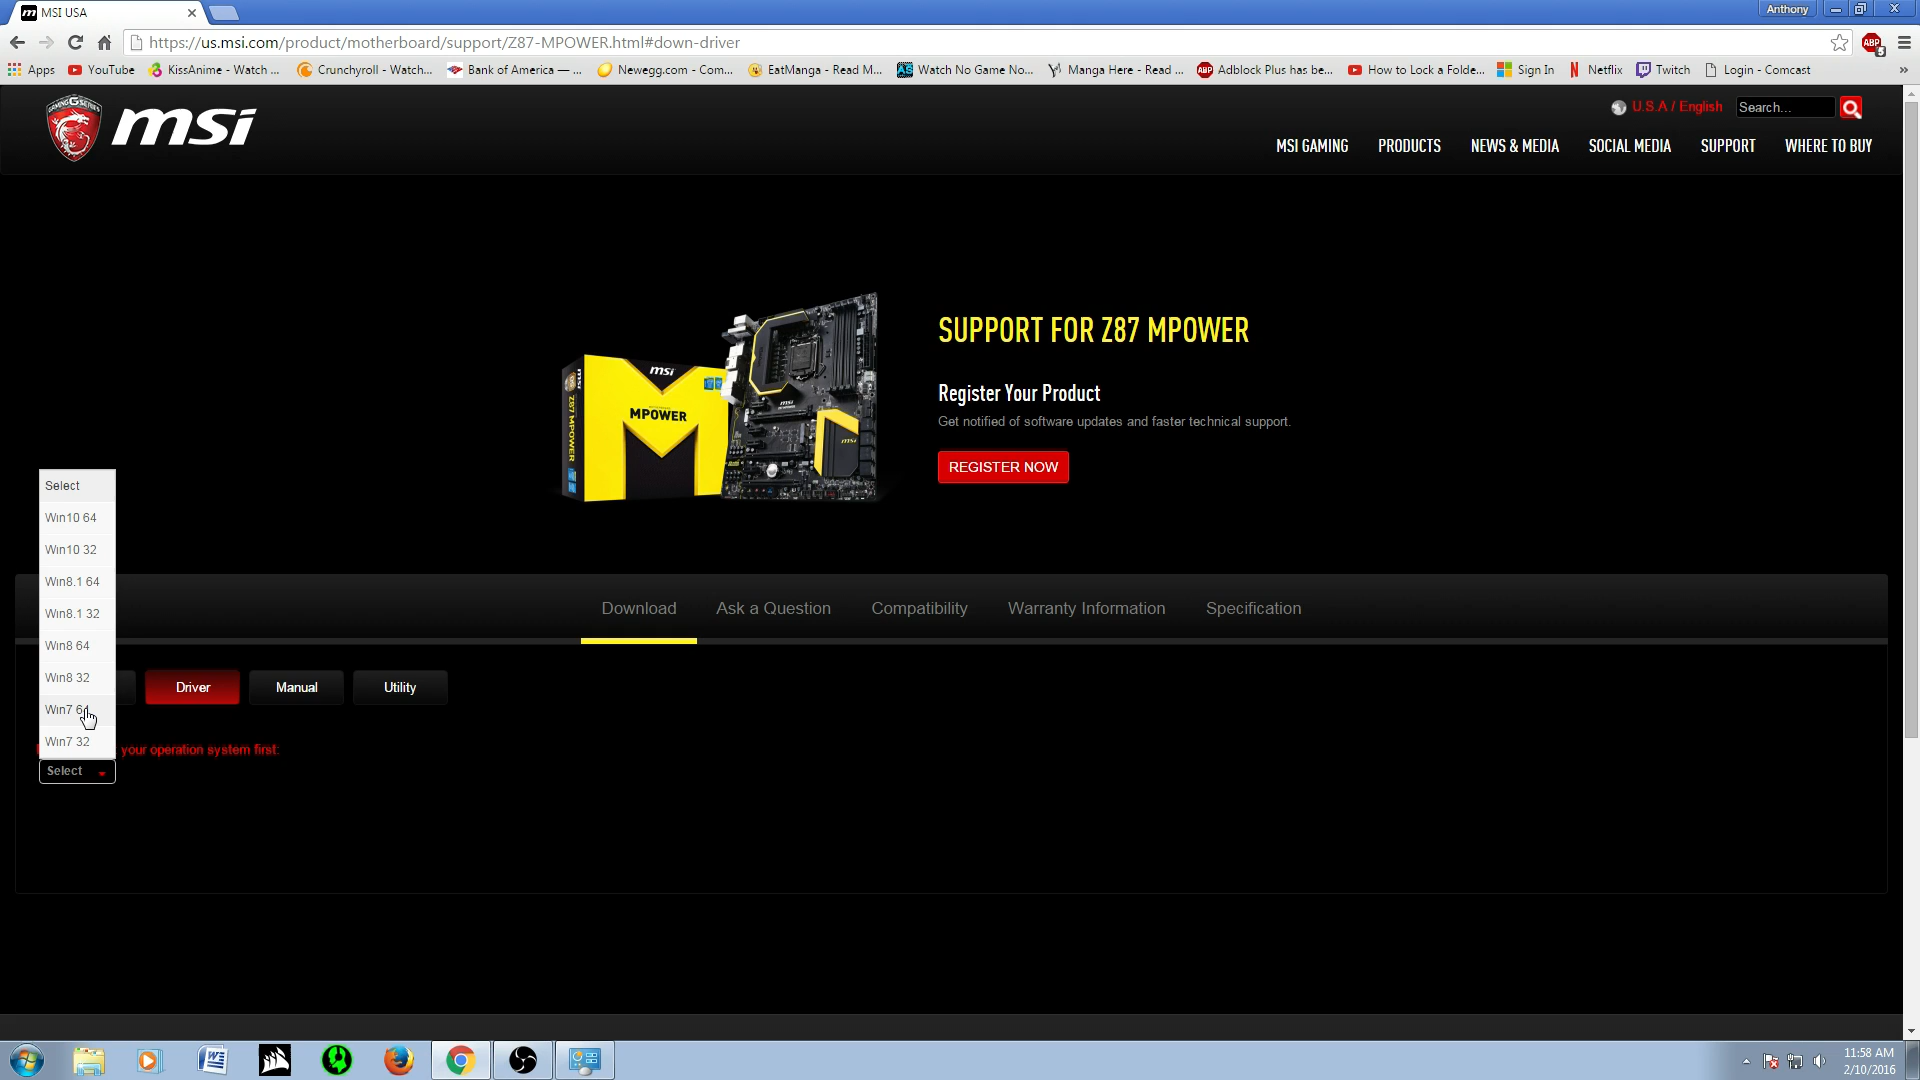 MSI USA
Anthony
https://us.msi.com/product/motherboard/support/Z87-MPOWER.html#down-driver
ABP
Apps YouTube KissAnime - Watch ... Crunchyroll - Watch... Bank of America — ... Newegg.com - Com... EatManga - Read M... Watch No Game No... Manga Here - Read ... Adblock Plus has be... How to Lock a Folde... Sign In Netflix Twitch Login - Comcast »
msi
U.S.A / English Search...
MSI GAMING PRODUCTS NEWS & MEDIA SOCIAL MEDIA SUPPORT WHERE TO BUY
msi
MPOWER
Z87 MPOWER
SUPPORT FOR Z87 MPOWER
Register Your Product
Get notified of software updates and faster technical support.
REGISTER NOW
Select
Win10 64
Win10 32
Win8.1 64
Win8.1 32
Win8 64
Win8 32
Win7 64
Win7 32
Select
Download Ask a Question Compatibility Warranty Information Specification
Driver Manual Utility
your operation system first:
11:58 AM
2/10/2016